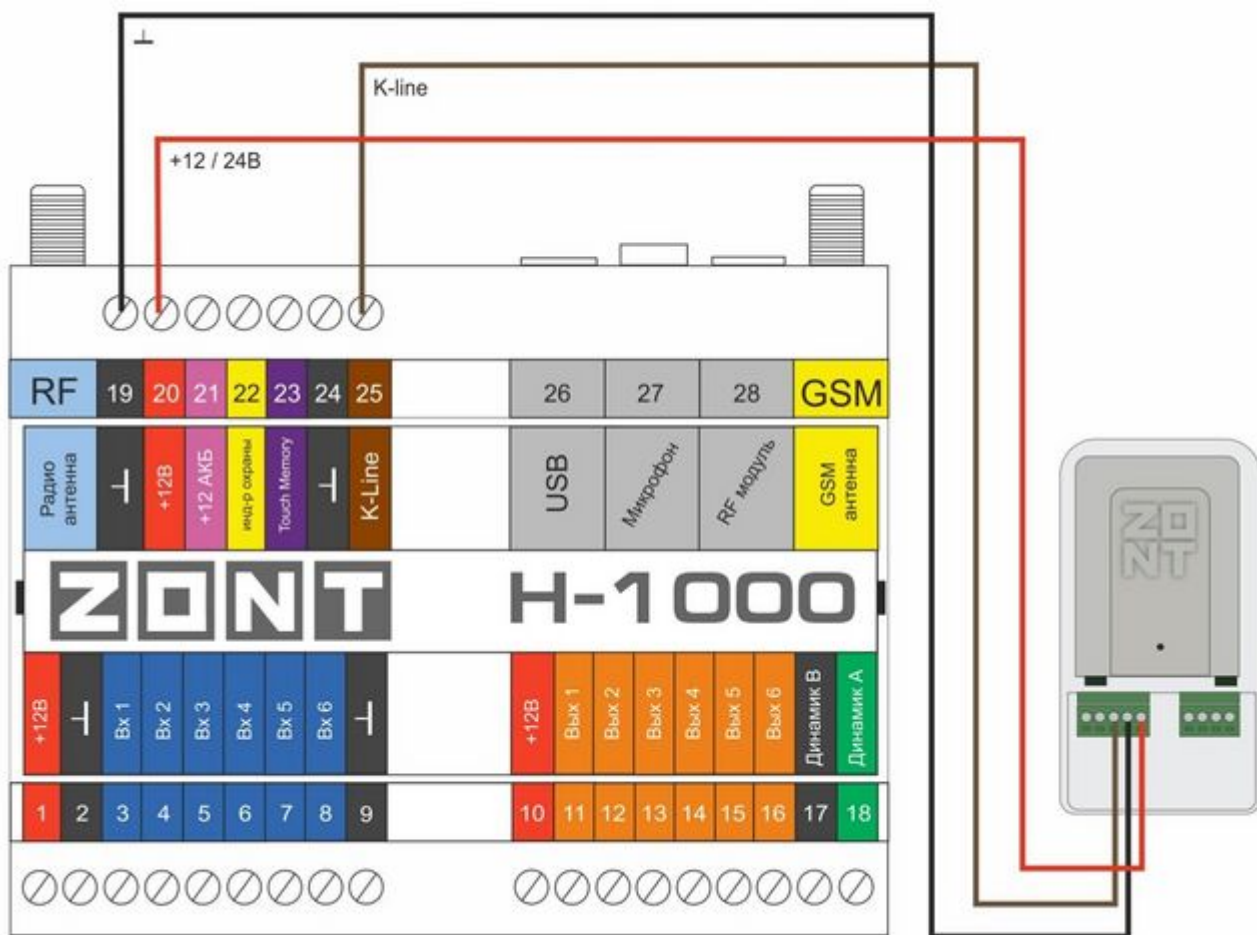 ⊥
K-line
+12 / 24В
RF 19 20 21 22 23 24 25 26 27 28 GSM
Радио антенна
⊥
+12В
+12 АКБ
инд-р охраны
Touch Memory
⊥
K-Line
USB
Микрофон
RF модуль
GSM антенна
ZONT H-1000
ZONT
+12В
⊥
Вх 1
Вх 2
Вх 3
Вх 4
Вх 5
Вх 6
⊥
+12В
Вых 1
Вых 2
Вых 3
Вых 4
Вых 5
Вых 6
Динамик B
Динамик A
1 2 3 4 5 6 7 8 9 10 11 12 13 14 15 16 17 18